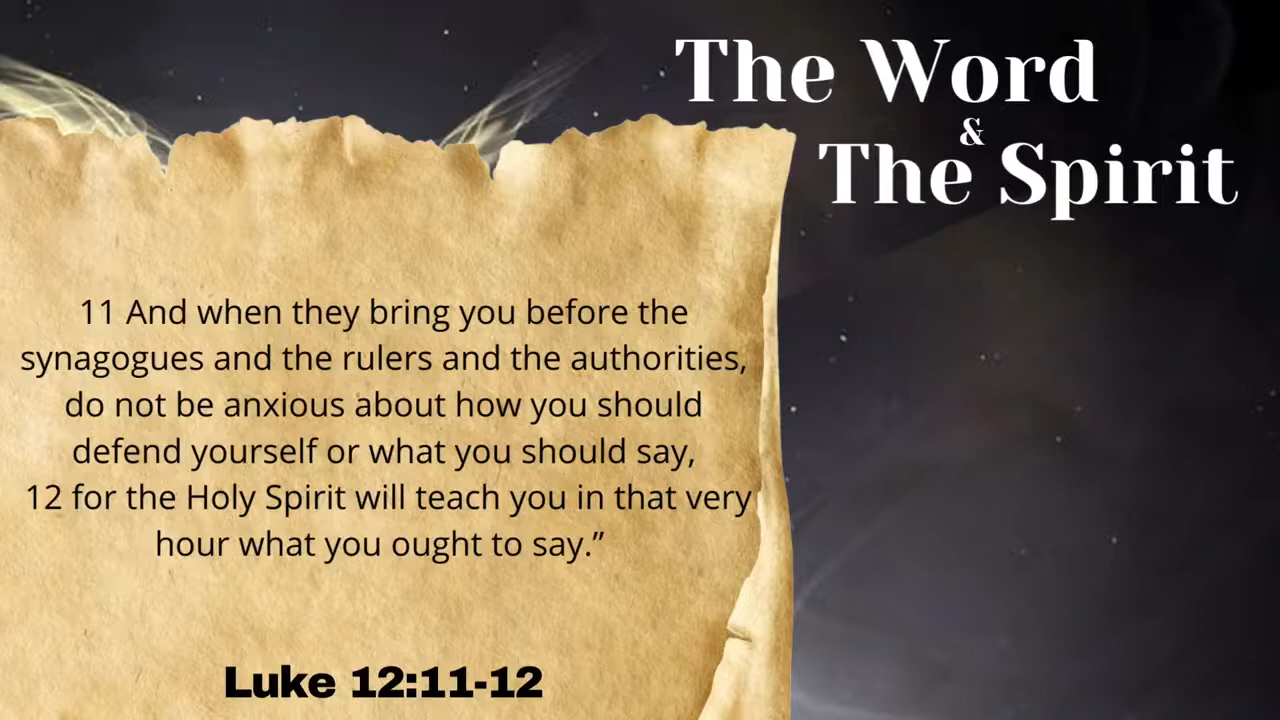 The Word
&
The Spirit
11 And when they bring you before the
synagogues and the rulers and the authorities,
do not be anxious about how you should
defend yourself or what you should say,
12 for the Holy Spirit will teach you in that very
hour what you ought to say.”
Luke 12:11-12